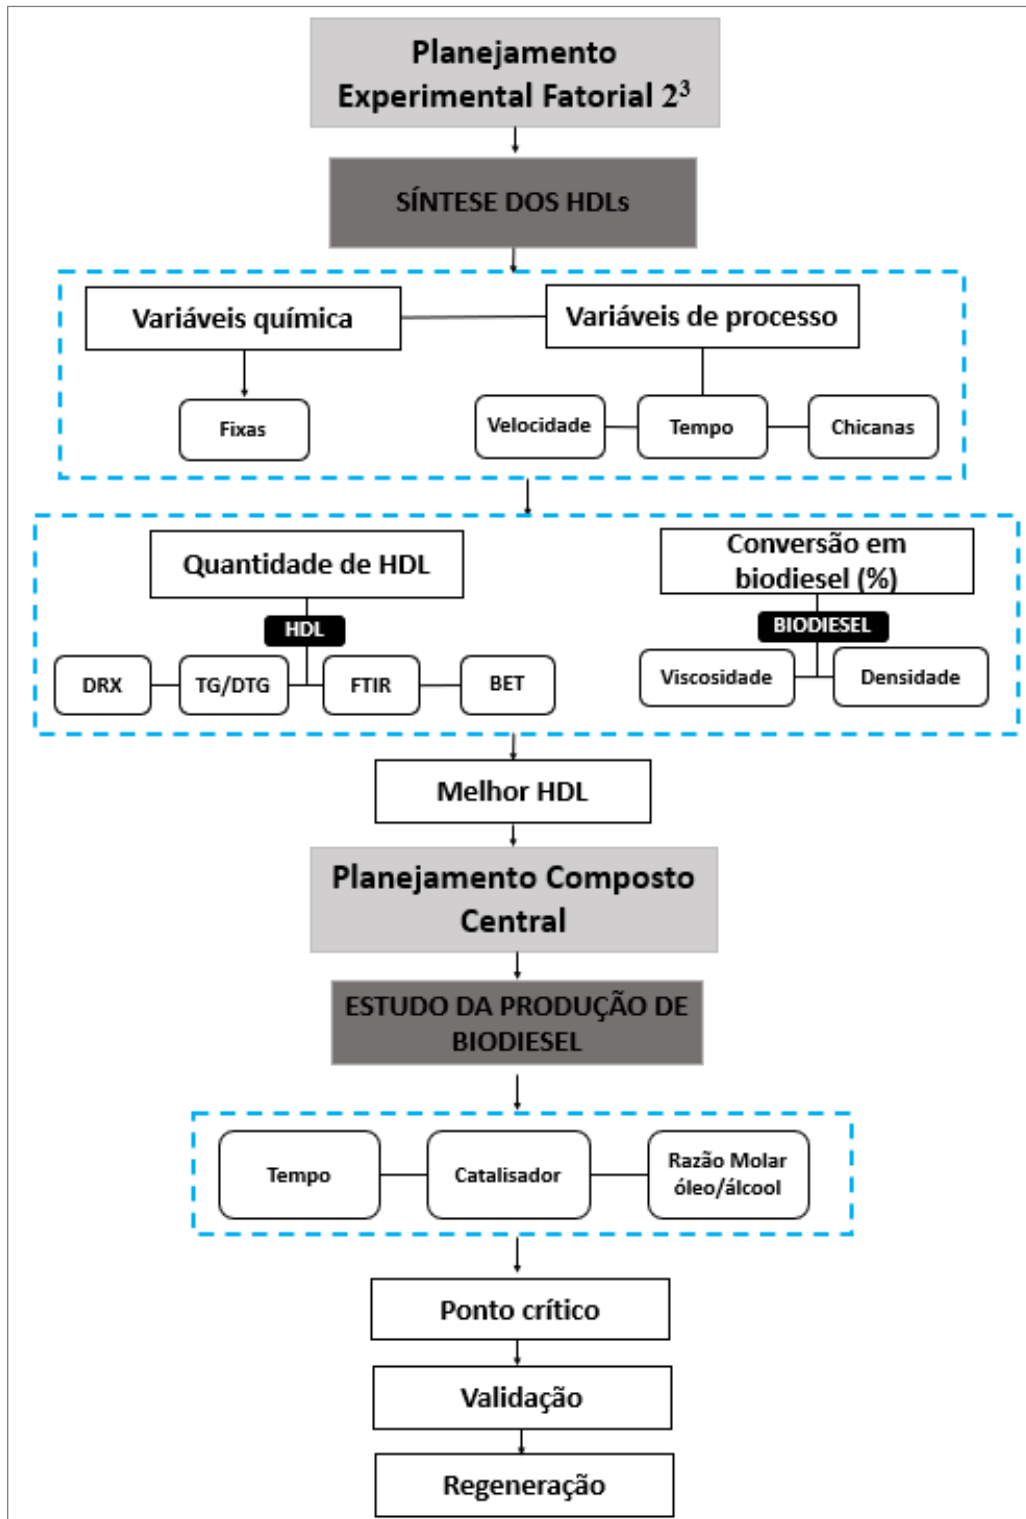 Planejamento
Experimental Fatorial 2³
SÍNTESE DOS HDLs
Variáveis química
Variáveis de processo
Fixas
Velocidade
Tempo
Chicanas
Quantidade de HDL
Conversão em
biodiesel (%)
HDL
BIODIESEL
DRX
TG/DTG
FTIR
BET
Viscosidade
Densidade
Melhor HDL
Planejamento Composto
Central
ESTUDO DA PRODUÇÃO DE
BIODIESEL
Tempo
Catalisador
Razão Molar
óleo/álcool
Ponto crítico
Validação
Regeneração